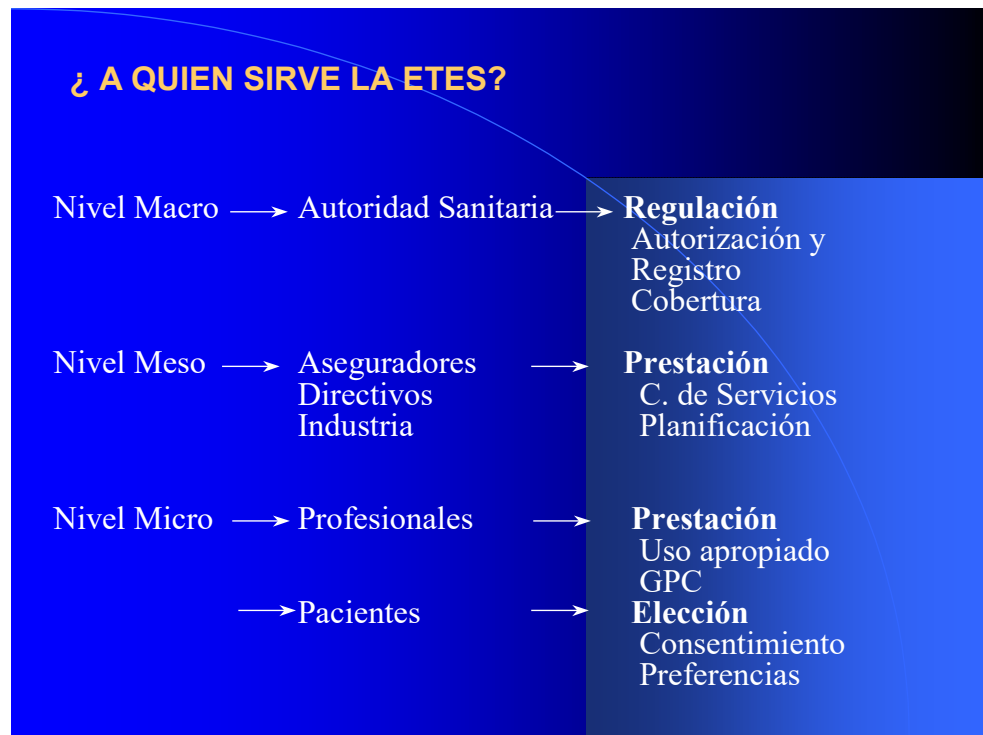 ¿ A QUIEN SIRVE LA ETES?
Nivel Macro Autoridad Sanitaria Regulación
Autorización y
Registro
Cobertura
Nivel Meso Aseguradores Prestación
Directivos C. de Servicios
Industria Planificación
Nivel Micro Profesionales Prestación
Uso apropiado
GPC
Pacientes Elección
Consentimiento
Preferencias